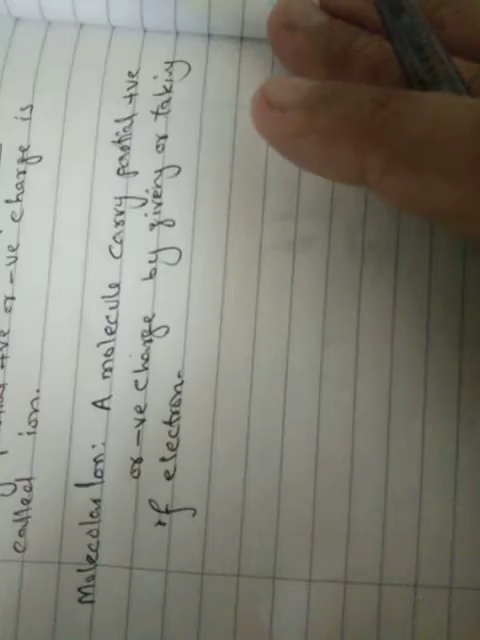 +ve or -ve charge is
called ion.
Molecular Ion: A molecule carry partial +ve
or -ve charge by giving or taking
of electron.